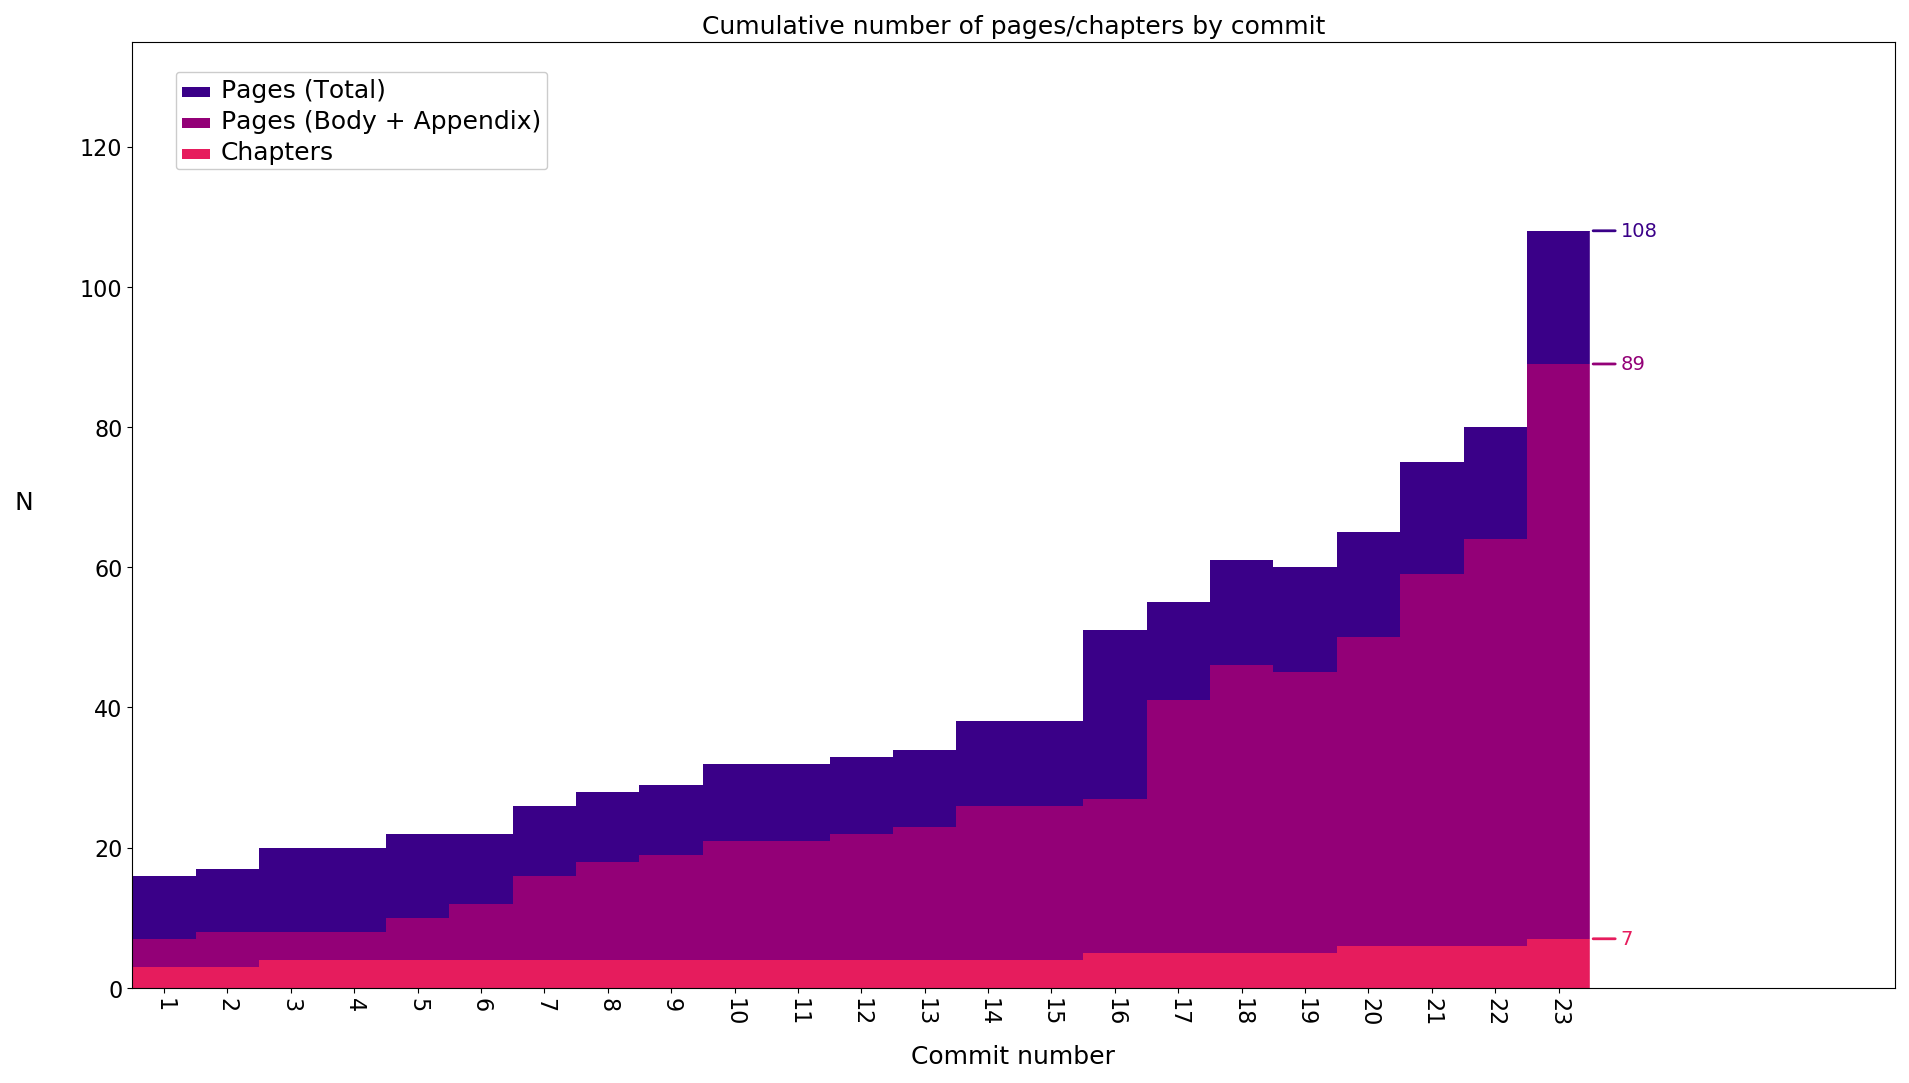 Cumulative number of pages/chapters by commit
Pages (Total)
Pages (Body + Appendix)
Chapters
120
100
80
60
40
20
0
N
108
89
7
1 2 3 4 5 6 7 8 9 10 11 12 13 14 15 16 17 18 19 20 21 22 23
Commit number